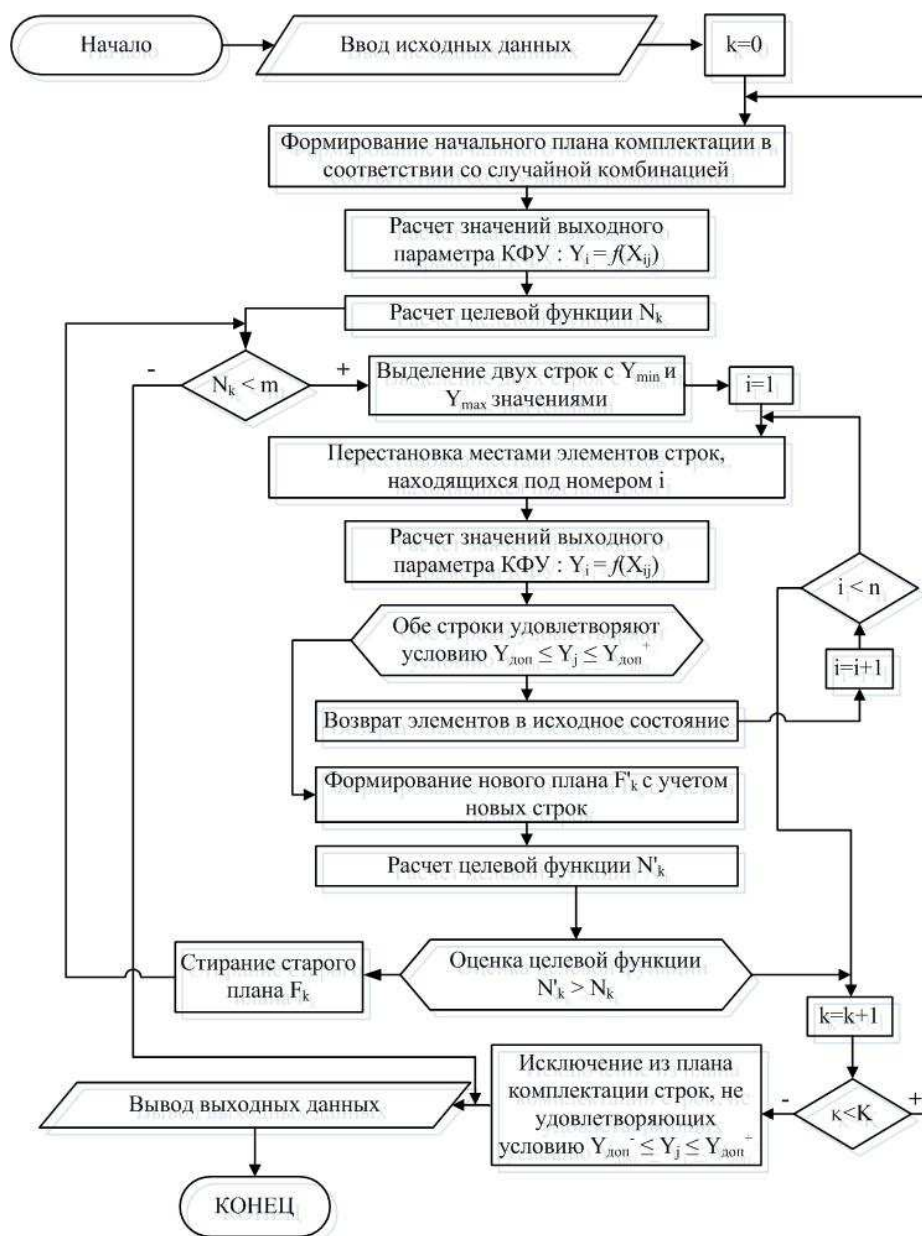 Начало
Ввод исходных данных
k=0
Формирование начального плана комплектации в
соответствии со случайной комбинацией
Расчет значений выходного
параметра КФУ : Yi = f(Xij)
Расчет целевой функции Nk
-
Nk < m
+
Выделение двух строк с Ymin и
Ymax значениями
i=1
Перестановка местами элементов строк,
находящихся под номером i
Расчет значений выходного
параметра КФУ : Yi = f(Xij)
i < n
Обе строки удовлетворяют
условию Yдоп ≤ Yj ≤ Yдоп+
i=i+1
Возврат элементов в исходное состояние
Формирование нового плана F'k с учетом
новых строк
Расчет целевой функции N'k
Стирание старого
плана Fk
Оценка целевой функции
N'k > Nk
k=k+1
Исключение из плана
комплектации строк, не
удовлетворяющих
условию Yдоп- ≤ Yj ≤ Yдоп+
-
к<K
+
Вывод выходных данных
КОНЕЦ